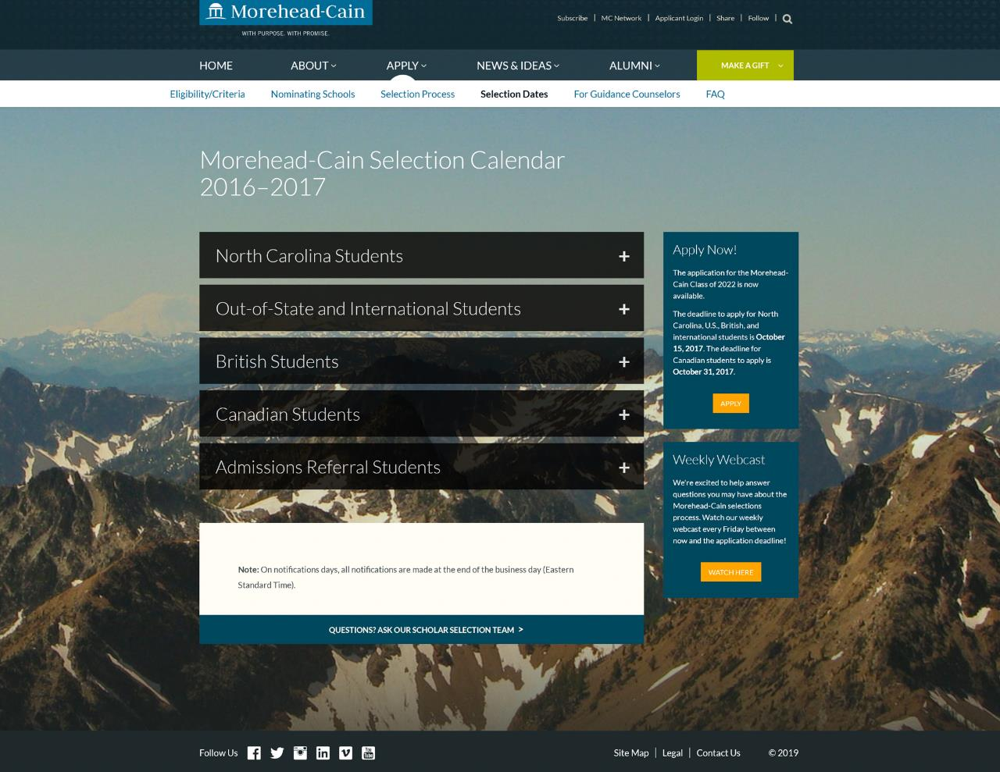 Morehead-Cain
WITH PURPOSE. WITH PROMISE.
Subscribe | MC Network | Applicant Login | Share | Follow |
HOME ABOUT APPLY NEWS & IDEAS ALUMNI MAKE A GIFT
Eligibility/Criteria Nominating Schools Selection Process Selection Dates For Guidance Counselors FAQ
Morehead-Cain Selection Calendar
2016–2017
North Carolina Students +
Out-of-State and International Students +
British Students +
Canadian Students +
Admissions Referral Students +
Note: On notifications days, all notifications are made at the end of the business day (Eastern
Standard Time).
QUESTIONS? ASK OUR SCHOLAR SELECTION TEAM >
Apply Now!
The application for the Morehead-
Cain Class of 2022 is now
available.
The deadline to apply for North
Carolina, U.S., British, and
international students is October
15, 2017. The deadline for
Canadian students to apply is
October 31, 2017.
APPLY
Weekly Webcast
We're excited to help answer
questions you may have about the
Morehead-Cain selections
process. Watch our weekly
webcast every Friday between
now and the application deadline!
WATCH HERE
Follow Us
Site Map | Legal | Contact Us © 2019